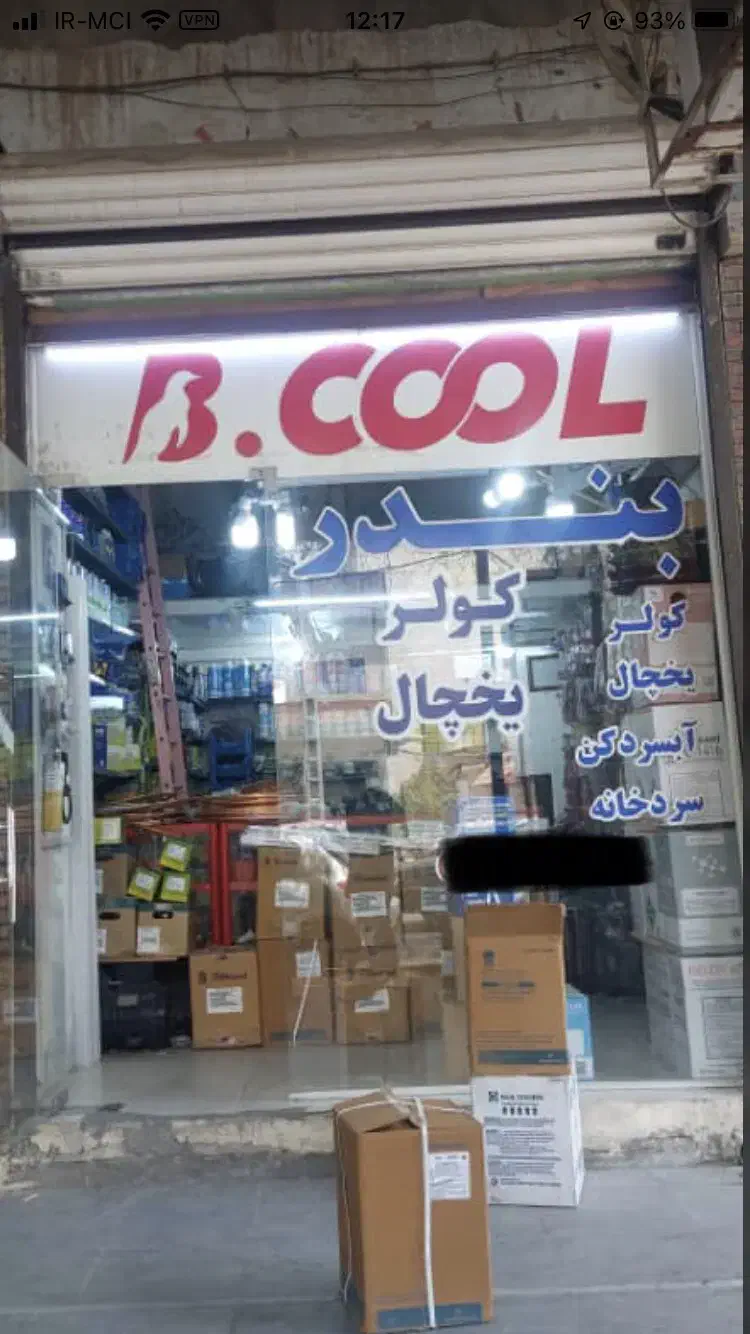 IR-MCI VPN 12:17 93%
B.COOL
بندر
کولر
یخچال
کولر
یخچال
آبسردکن
سردخانه